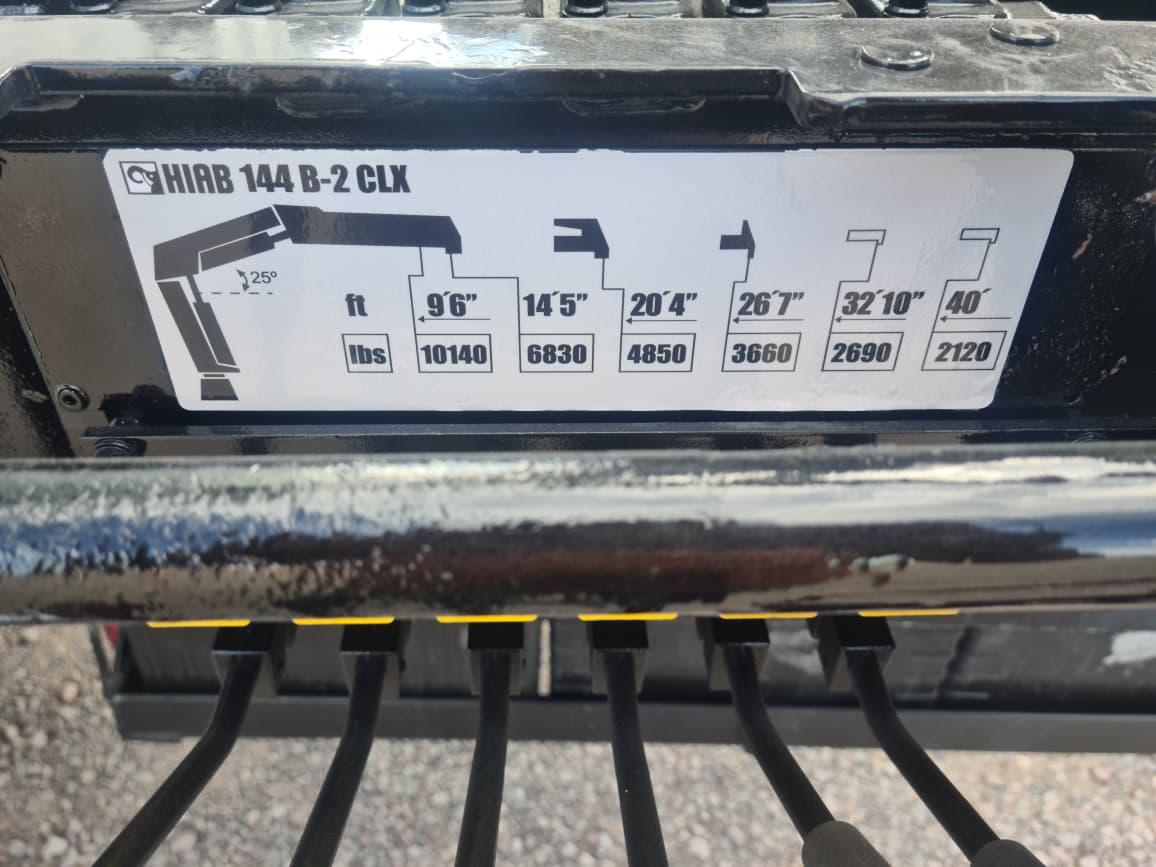 HIAB 144 B-2 CLX
25º
ft 9´6” 14´5” 20´4” 26´7” 32´10” 40´
lbs 10140 6830 4850 3660 2690 2120